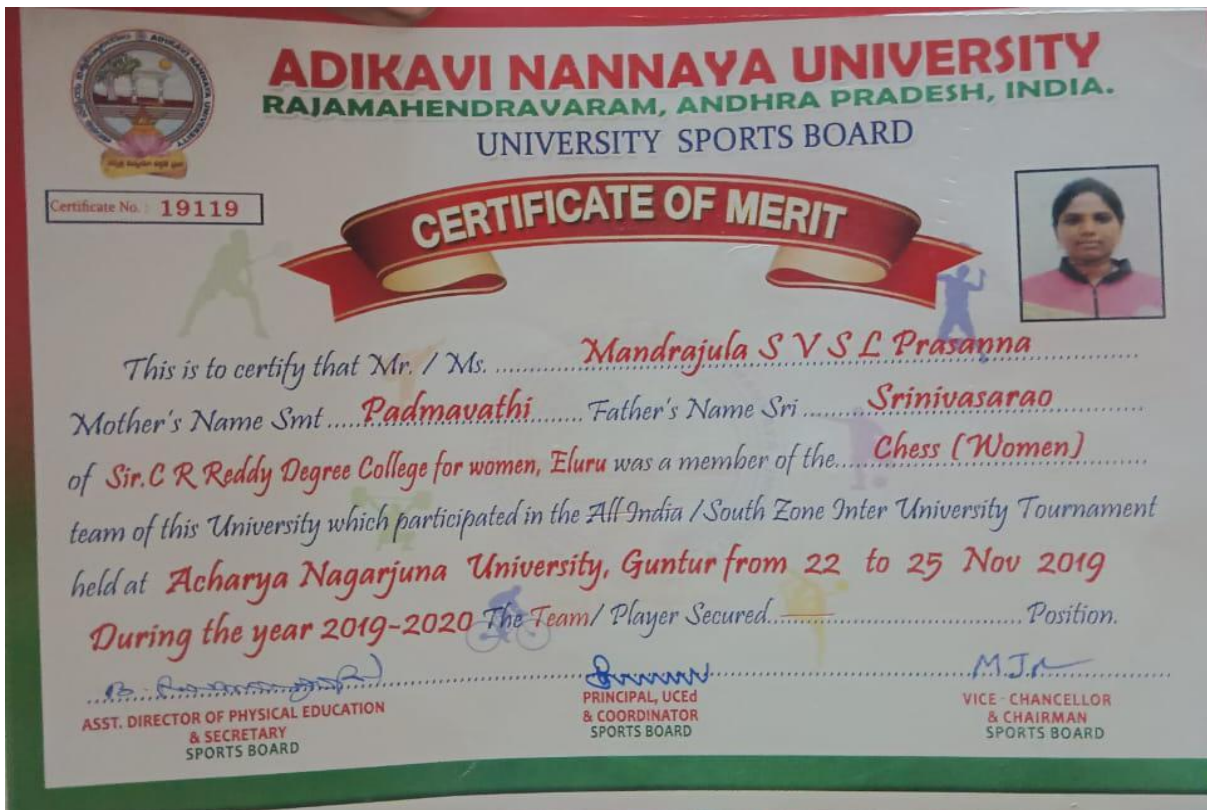 ADIKAVI NANNAYA UNIVERSITY
RAJAMAHENDRAVARAM, ANDHRA PRADESH, INDIA.
UNIVERSITY SPORTS BOARD
Certificate No. : 19119
CERTIFICATE OF MERIT
This is to certify that Mr. / Ms. Mandrajula S V S L Prasanna
Mother's Name Smt Padmavathi Father's Name Sri Srinivasarao
of Sir.C R Reddy Degree College for women, Eluru was a member of the Chess (Women)
team of this University which participated in the All India / South Zone Inter University Tournament
held at Acharya Nagarjuna University, Guntur from 22 to 25 Nov 2019
During the year 2019-2020 The Team/ Player Secured Position.
ASST. DIRECTOR OF PHYSICAL EDUCATION
& SECRETARY
SPORTS BOARD
PRINCIPAL, UCEd
& COORDINATOR
SPORTS BOARD
VICE - CHANCELLOR
& CHAIRMAN
SPORTS BOARD